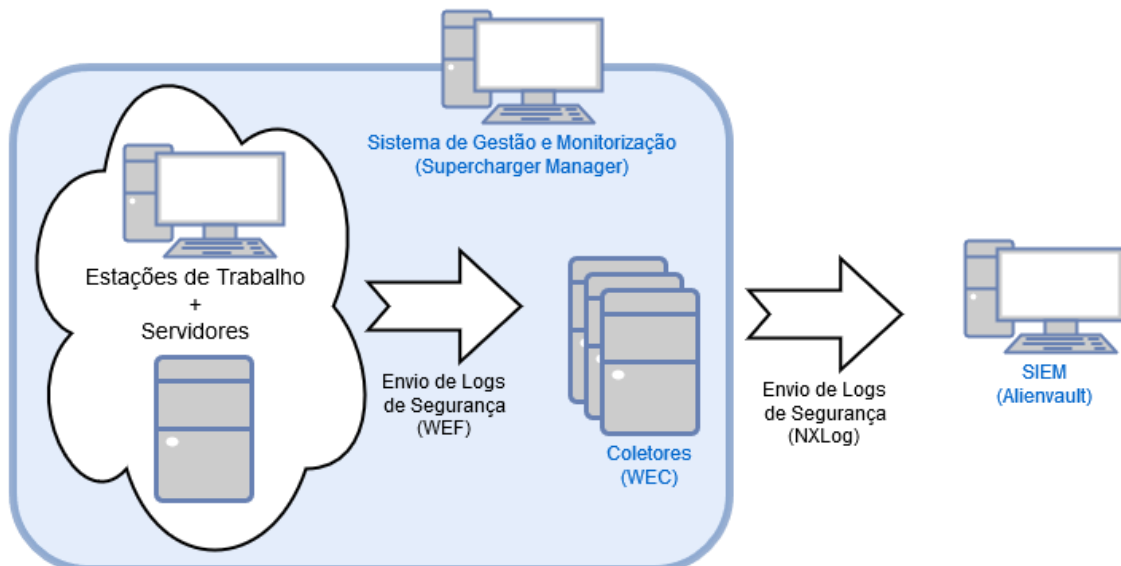 Sistema de Gestão e Monitorização
(Supercharger Manager)
Estações de Trabalho
+
Servidores
Envio de Logs
de Segurança
(WEF)
Coletores
(WEC)
Envio de Logs
de Segurança
(NXLog)
SIEM
(Alienvault)